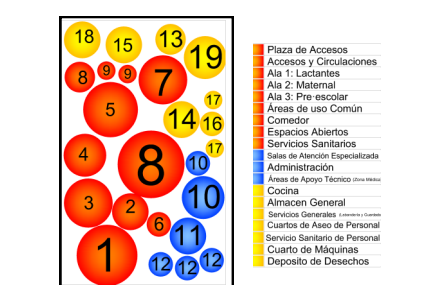 18
15
13
19
8
9
9
7
5
17
14
16
17
4
8
10
10
3
2
6
11
1
12
12
12
Plaza de Accesos
Accesos y Circulaciones
Ala 1: Lactantes
Ala 2: Maternal
Ala 3: Pre-escolar
Áreas de uso Común
Comedor
Espacios Abiertos
Servicios Sanitarios
Salas de Atención Especializada
Administración
Áreas de Apoyo Técnico (Zona Médica)
Cocina
Almacen General
Servicios Generales
Cuartos de Aseo de Personal
Servicio Sanitario de Personal
Cuarto de Máquinas
Deposito de Desechos